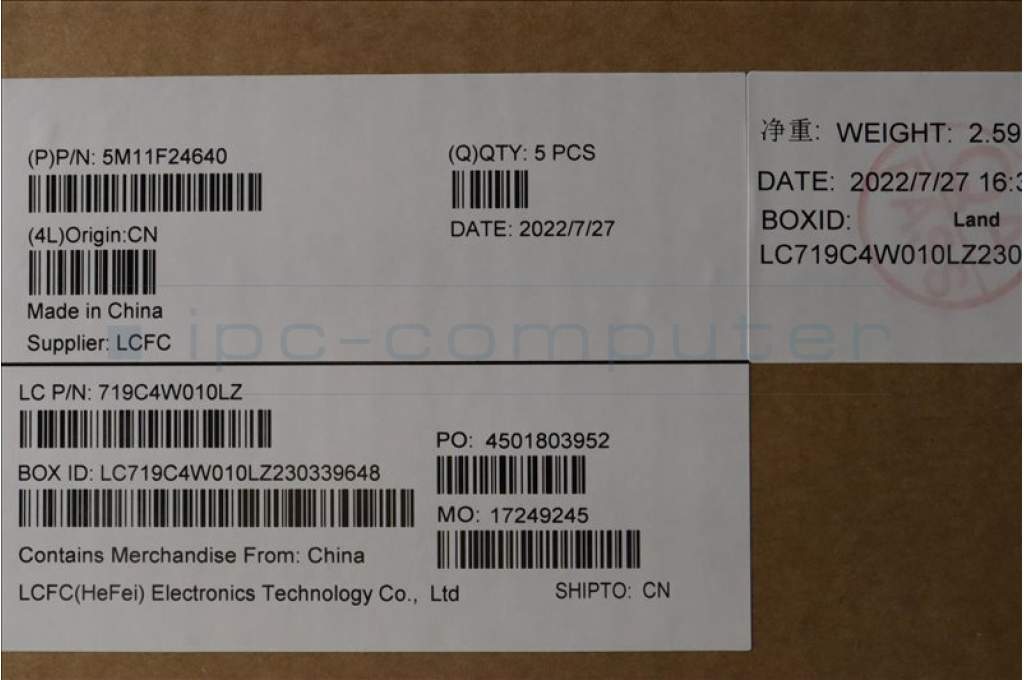 (P)P/N: 5M11F24640
(Q)QTY: 5 PCS
(4L)Origin:CN
DATE: 2022/7/27
Made in China
Supplier: LCFC
净重: WEIGHT: 2.59
DATE: 2022/7/27 16:3
BOXID: Land
LC719C4W010LZ230
PASS
ipc-computer
LC P/N: 719C4W010LZ
PO: 4501803952
BOX ID: LC719C4W010LZ230339648
MO: 17249245
Contains Merchandise From: China
LCFC(HeFei) Electronics Technology Co., Ltd
SHIPTO: CN